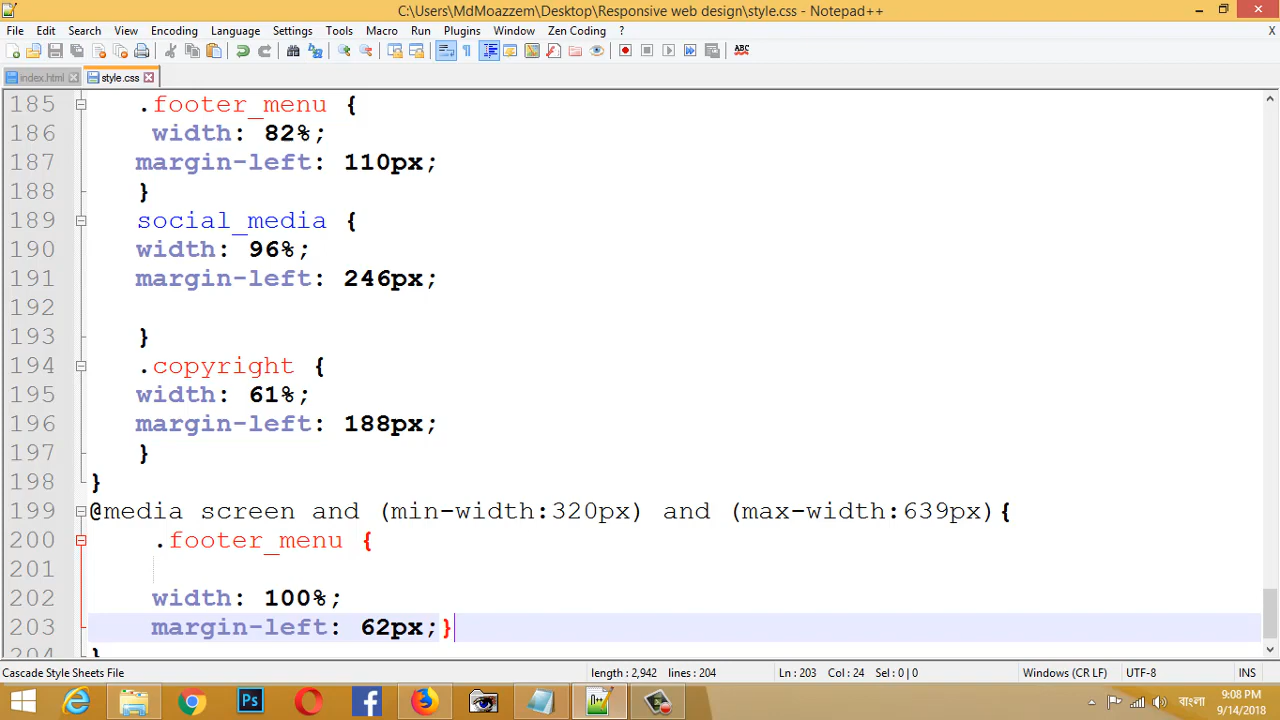 C:\Users\MdMoazzem\Desktop\Responsive web design\style.css - Notepad++
File Edit Search View Encoding Language Settings Tools Macro Run Plugins Window Zen Coding ? X
index.html style.css
185 .footer_menu {
186 width: 82%;
187 margin-left: 110px;
188 }
189 social_media {
190 width: 96%;
191 margin-left: 246px;
192
193 }
194 .copyright {
195 width: 61%;
196 margin-left: 188px;
197 }
198 }
199 @media screen and (min-width:320px) and (max-width:639px){
200 .footer_menu {
201
202 width: 100%;
203 margin-left: 62px;}
204 }
Cascade Style Sheets File length : 2,942 lines : 204 Ln : 203 Col : 24 Sel : 0 | 0 Windows (CR LF) UTF-8 INS
বাংলা 9:08 PM
9/14/2018